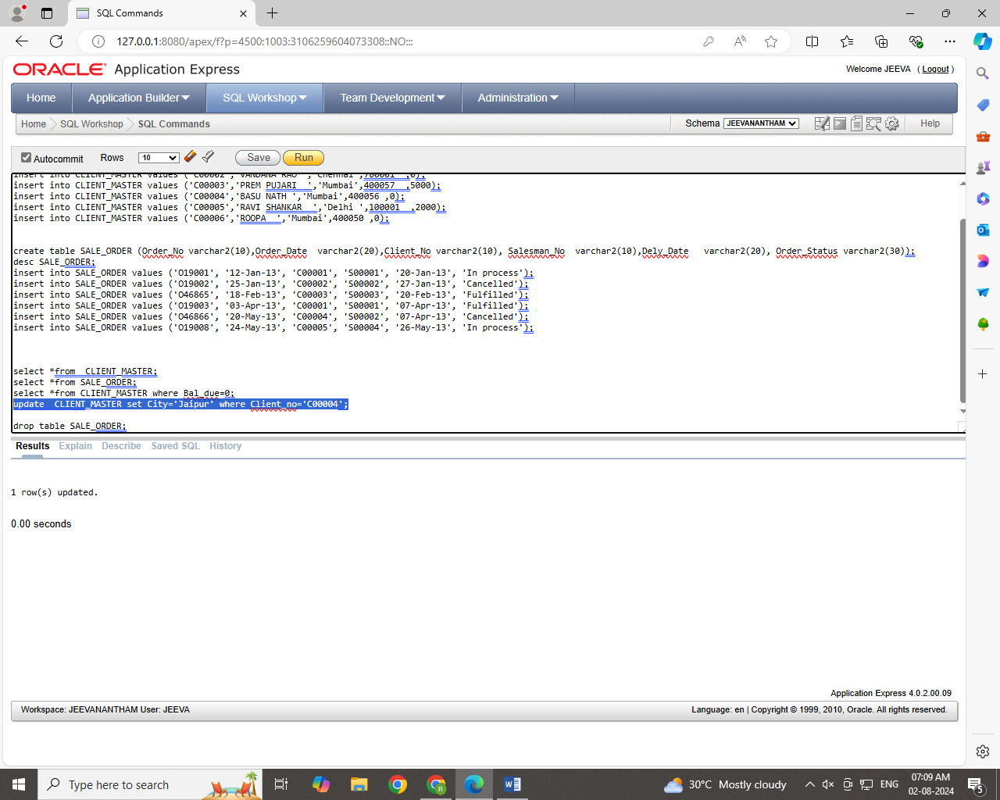 SQL Commands
127.0.0.1:8080/apex/f?p=4500:1003:3106259604073308::NO:::
ORACLE Application Express
Welcome JEEVA ( Logout )
Home Application Builder SQL Workshop Team Development Administration
Home SQL Workshop SQL Commands Schema JEEVANANTHAM Help
Autocommit Rows 10 Save Run
insert into CLIENT_MASTER values ('C00002','VANDANA RAO ','Chennai',780001 ,0);
insert into CLIENT_MASTER values ('C00003','PREM PUJARI  ','Mumbai',400057  ,5000);
insert into CLIENT_MASTER values ('C00004','BASU NATH ','Mumbai',400056 ,0);
insert into CLIENT_MASTER values ('C00005','RAVI SHANKAR  ','Delhi ',100001  ,2000);
insert into CLIENT_MASTER values ('C00006','ROOPA  ','Mumbai',400050 ,0);
create table SALE_ORDER (Order_No varchar2(10),Order_Date  varchar2(20),Client_No varchar2(10), Salesman_No  varchar2(10),Dely_Date   varchar2(20), Order_Status varchar2(30));
desc SALE_ORDER;
insert into SALE_ORDER values ('O19001', '12-Jan-13', 'C00001', 'S00001', '20-Jan-13', 'In process');
insert into SALE_ORDER values ('O19002', '25-Jan-13', 'C00002', 'S00002', '27-Jan-13', 'Cancelled');
insert into SALE_ORDER values ('O46865', '18-Feb-13', 'C00003', 'S00003', '20-Feb-13', 'Fulfilled');
insert into SALE_ORDER values ('O19003', '03-Apr-13', 'C00001', 'S00001', '07-Apr-13', 'Fulfilled');
insert into SALE_ORDER values ('O46866', '20-May-13', 'C00004', 'S00002', '07-Apr-13', 'Cancelled');
insert into SALE_ORDER values ('O19008', '24-May-13', 'C00005', 'S00004', '26-May-13', 'In process');
select *from  CLIENT_MASTER;
select *from SALE_ORDER;
select *from CLIENT_MASTER where Bal_due=0;
update  CLIENT_MASTER set City='Jaipur' where Client_no='C00004';
drop table SALE_ORDER;
Results Explain Describe Saved SQL History
1 row(s) updated.
0.00 seconds
Application Express 4.0.2.00.09
Workspace: JEEVANANTHAM User: JEEVA Language: en | Copyright © 1999, 2010, Oracle. All rights reserved.
Type here to search 30°C Mostly cloudy ENG 07:09 AM
02-08-2024
5